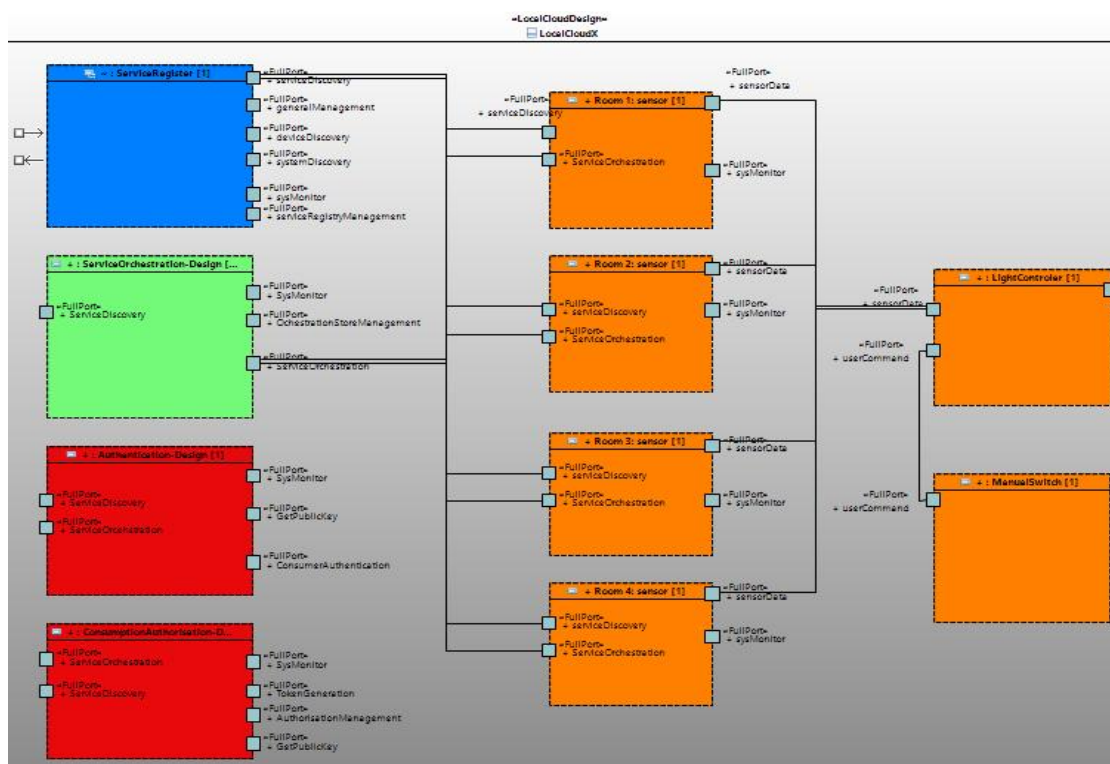 «LocalCloudDesign»
LocalCloudX
~ : ServiceRegister [1]
«FullPort»
+ serviceDiscovery
«FullPort»
+ generalManagement
«FullPort»
+ deviceDiscovery
«FullPort»
+ systemDiscovery
«FullPort»
+ sysMonitor
«FullPort»
+ serviceRegistryManagement
+ : ServiceOrchestration-Design [...
«FullPort»
+ ServiceDiscovery
«FullPort»
+ SysMonitor
«FullPort»
+ OchestrationStoreManagement
«FullPort»
+ ServiceOrchestration
+ : Authentication-Design [1]
«FullPort»
+ ServiceDiscovery
«FullPort»
+ ServiceOrcehstration
«FullPort»
+ SysMonitor
«FullPort»
+ GetPublicKey
«FullPort»
+ ConsumerAuthentication
+ : ConsumptionAuthorisation-D...
«FullPort»
+ ServiceOrchestration
«FullPort»
+ ServiceDiscovery
«FullPort»
+ SysMonitor
«FullPort»
+ TokenGeneration
«FullPort»
+ AuthorisationManagement
«FullPort»
+ GetPublicKey
+ Room 1: sensor [1]
«FullPort»
+ serviceDiscovery
«FullPort»
+ ServiceOrchestration
«FullPort»
+ sensorData
«FullPort»
+ sysMonitor
+ Room 2: sensor [1]
«FullPort»
+ serviceDiscovery
«FullPort»
+ ServiceOrchestration
«FullPort»
+ sensorData
«FullPort»
+ sysMonitor
+ Room 3: sensor [1]
«FullPort»
+ serviceDiscovery
«FullPort»
+ ServiceOrchestration
«FullPort»
+ sensorData
«FullPort»
+ sysMonitor
+ Room 4: sensor [1]
«FullPort»
+ serviceDiscovery
«FullPort»
+ ServiceOrchestration
«FullPort»
+ sensorData
«FullPort»
+ sysMonitor
+ : LightControler [1]
«FullPort»
+ sensorData
«FullPort»
+ userCommand
+ : ManualSwitch [1]
«FullPort»
+ userCommand